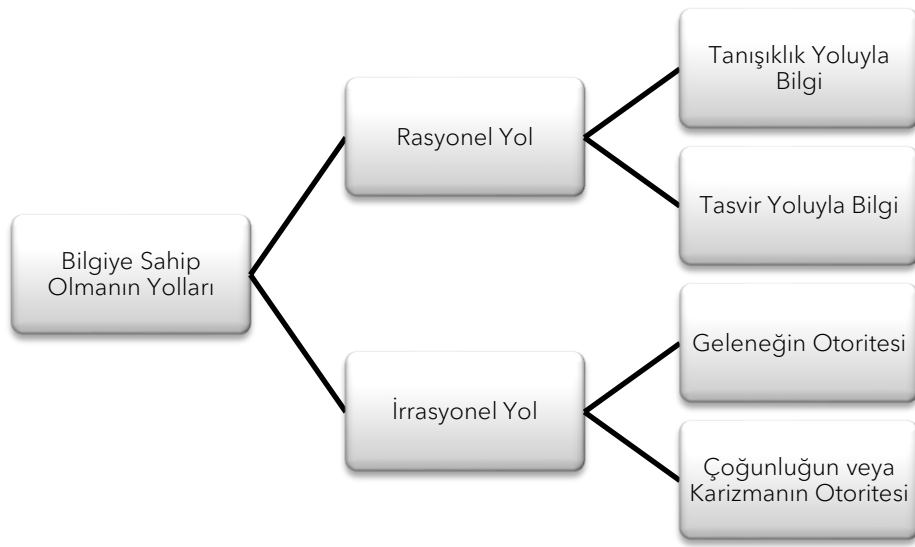 Bilgiye Sahip
Olmanın Yolları
Rasyonel Yol
Tanışıklık Yoluyla
Bilgi
Tasvir Yoluyla Bilgi
İrrasyonel Yol
Geleneğin Otoritesi
Çoğunluğun veya
Karizmanın Otoritesi